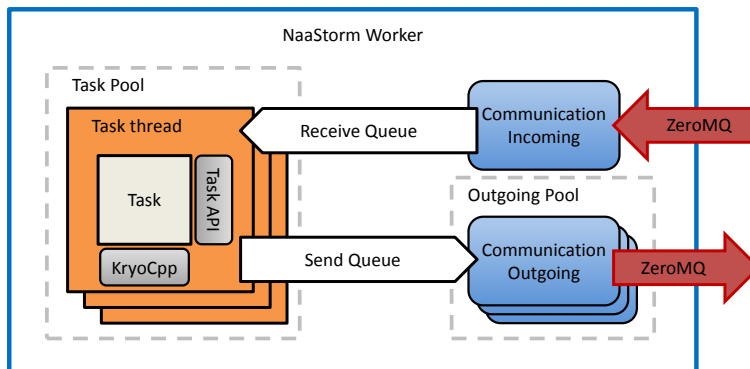 NaaStorm Worker
Task Pool
Task thread
Task
Task API
KryoCpp
Receive Queue
Communication
Incoming
ZeroMQ
Outgoing Pool
Send Queue
Communication
Outgoing
ZeroMQ